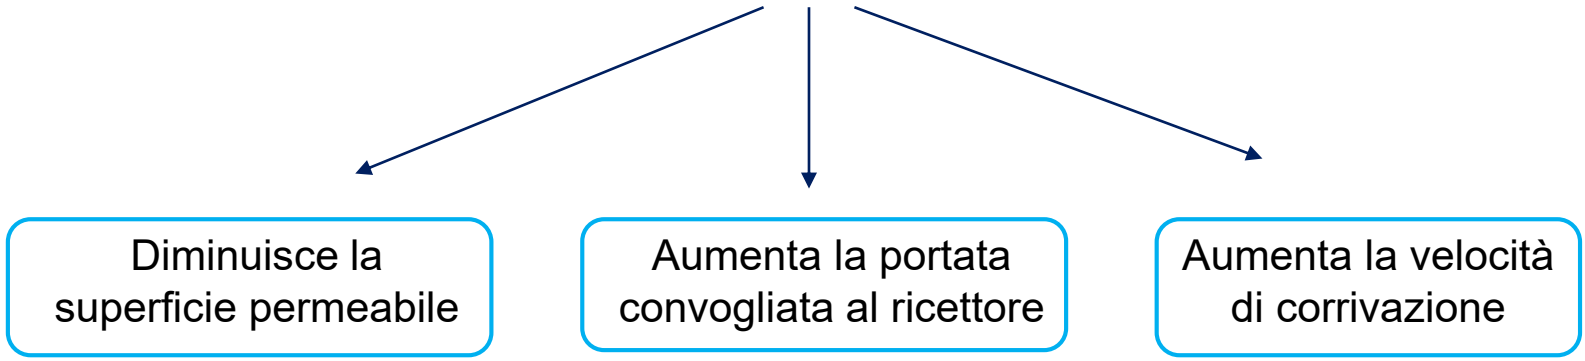 Diminuisce la
superficie permeabile
Aumenta la portata
convogliata al ricettore
Aumenta la velocità
di corrivazione